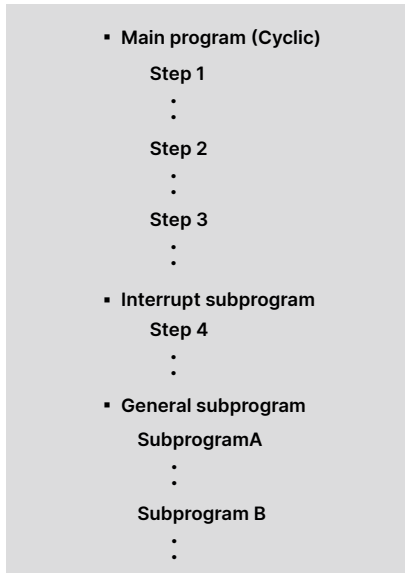 ▪ Main program (Cyclic)
Step 1
•
•
Step 2
•
•
Step 3
•
•
▪ Interrupt subprogram
Step 4
•
•
▪ General subprogram
SubprogramA
•
•
Subprogram B
•
•